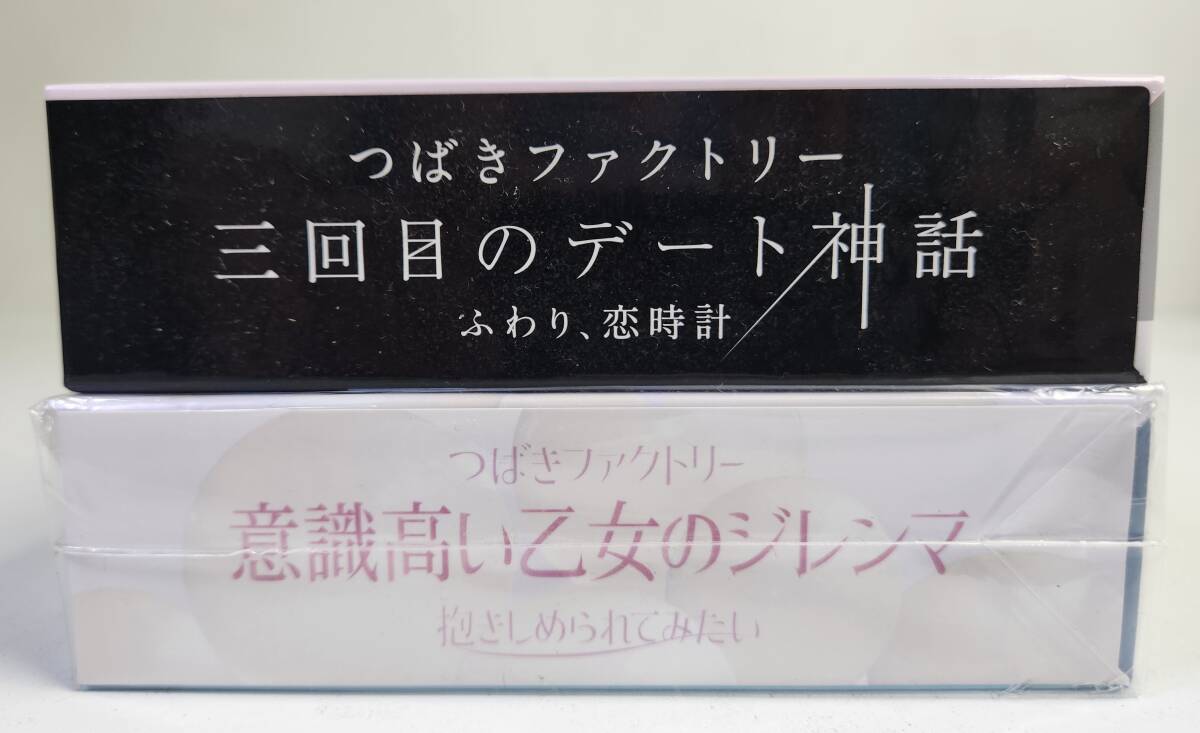 つばきファクトリー
三回目のデート神話
ふわり、恋時計
つばきファクトリー
意識高い乙女のジレンマ
抱きしめられてみたい